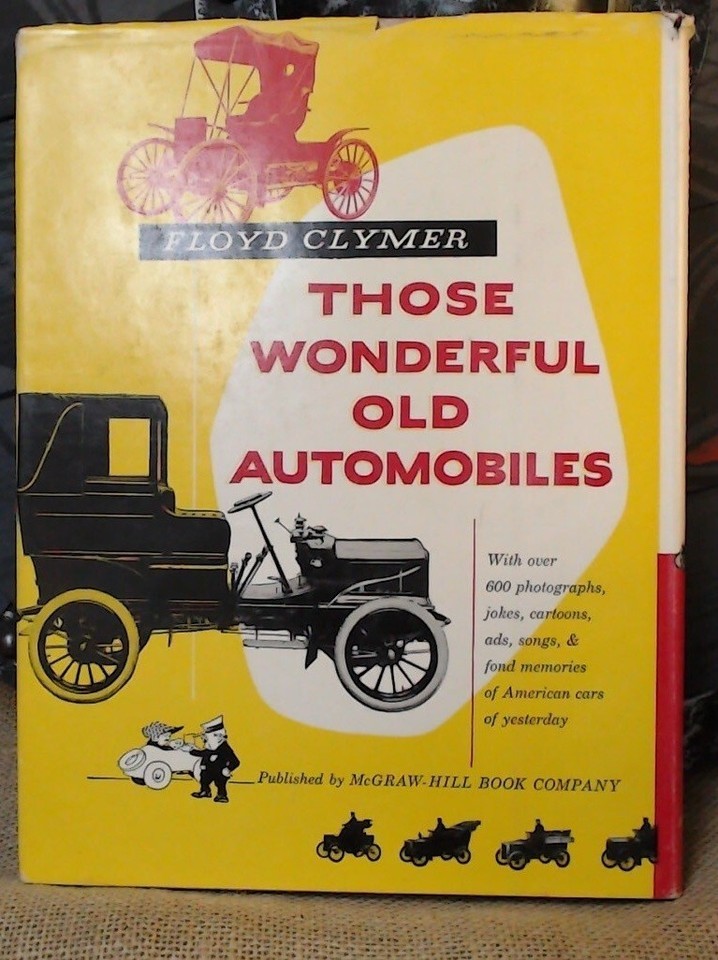 FLOYD CLYMER
THOSE
WONDERFUL
OLD
AUTOMOBILES
With over
600 photographs,
jokes, cartoons,
ads, songs, &
fond memories
of American cars
of yesterday
Published by McGRAW-HILL BOOK COMPANY